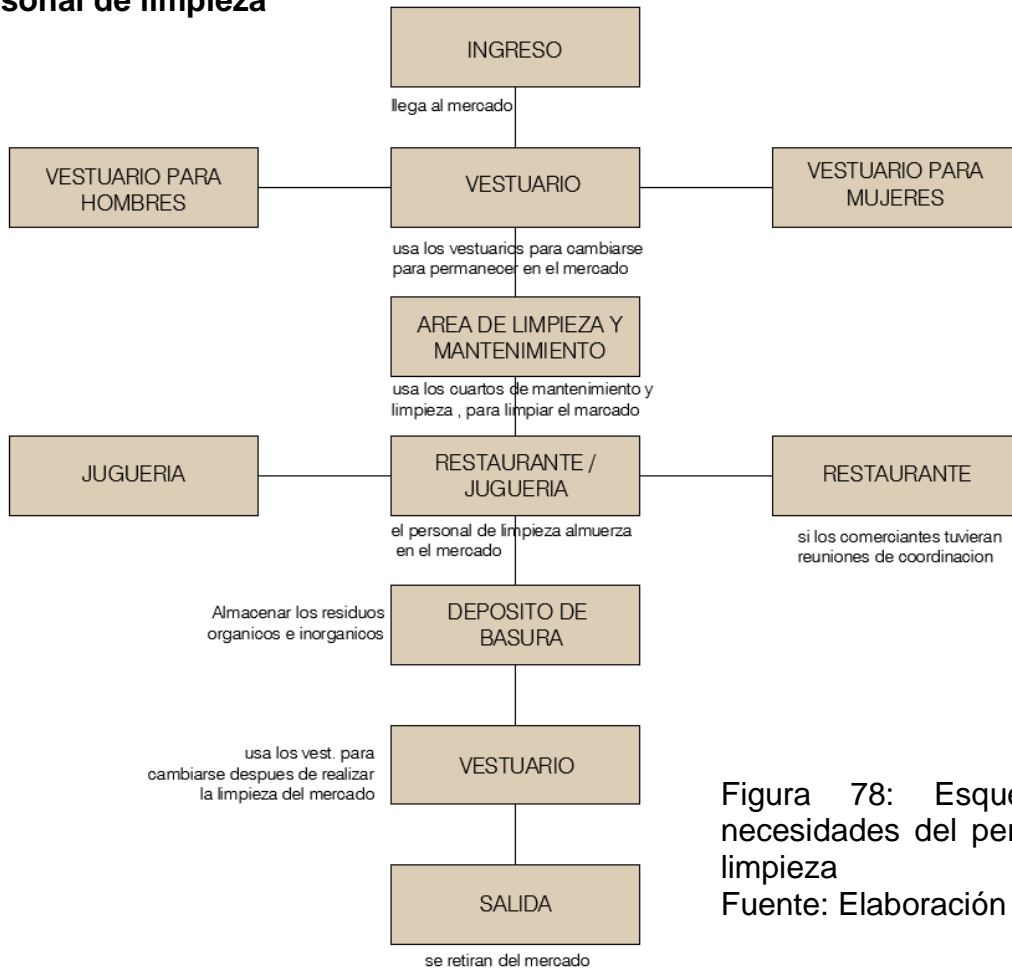 limpieza
INGRESO
llega al mercado
VESTUARIO PARA
HOMBRES
VESTUARIO
VESTUARIO PARA
MUJERES
usa los vestuarios para cambiarse
para permanecer en el mercado
AREA DE LIMPIEZA Y
MANTENIMIENTO
usa los cuartos de mantenimiento y
limpieza , para limpiar el marcado
JUGUERIA
RESTAURANTE /
JUGUERIA
RESTAURANTE
el personal de limpieza almuerza
en el mercado
si los comerciantes tuvieran
reuniones de coordinacion
Almacenar los residuos
organicos e inorganicos
DEPOSITO DE
BASURA
usa los vest. para
cambiarse despues de realizar
la limpieza del mercado
VESTUARIO
Figura 78:
necesidades del
limpieza
Fuente: Elaboración
SALIDA
se retiran del mercado